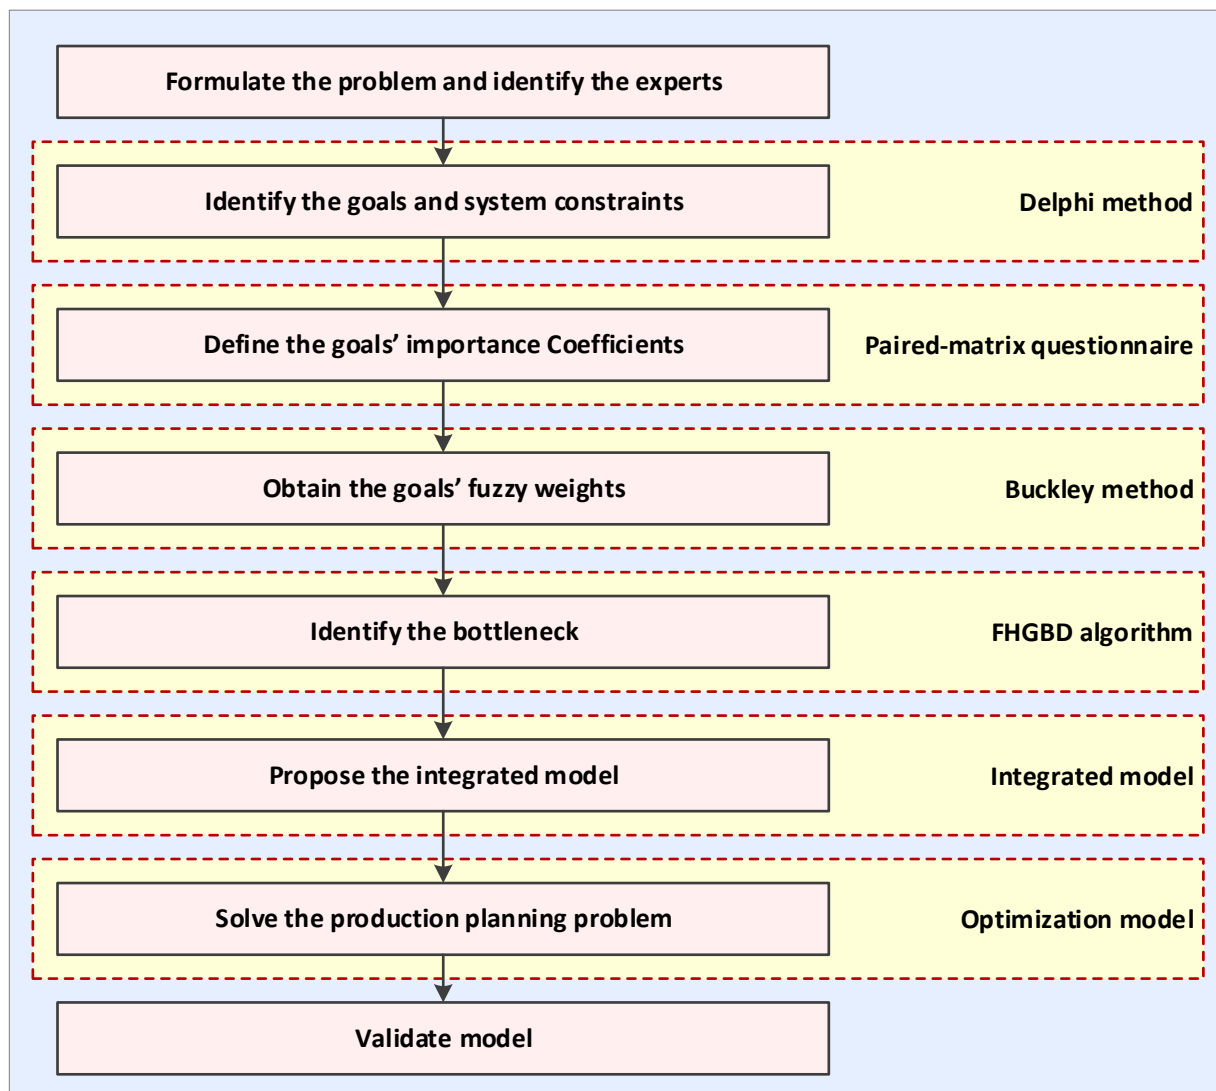 Formulate the problem and identify the experts
Identify the goals and system constraints
Delphi method
Define the goals’ importance Coefficients
Paired-matrix questionnaire
Obtain the goals’ fuzzy weights
Buckley method
Identify the bottleneck
FHGBD algorithm
Propose the integrated model
Integrated model
Solve the production planning problem
Optimization model
Validate model